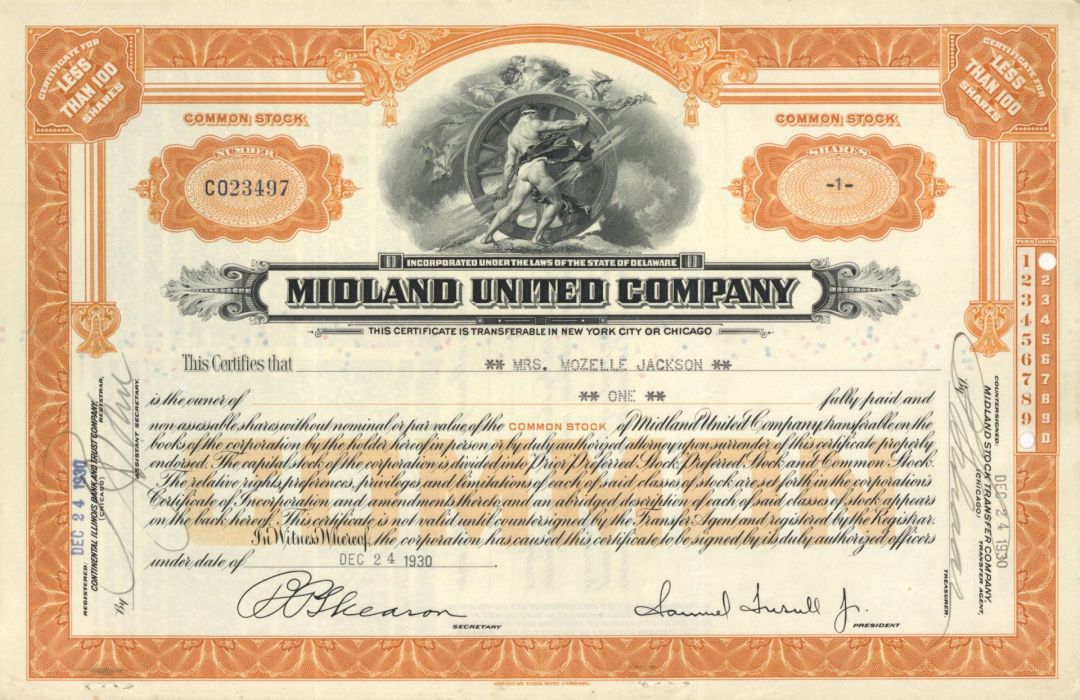 CERTIFICATE FOR
LESS
THAN 100
SHARES
CERTIFICATE FOR
LESS
THAN 100
SHARES
COMMON STOCK
COMMON STOCK
NUMBER
C023497
SHARES
-1-
INCORPORATED UNDER THE LAWS OF THE STATE OF DELAWARE
MIDLAND UNITED COMPANY
THIS CERTIFICATE IS TRANSFERABLE IN NEW YORK CITY OR CHICAGO
This Certifies that ** MRS. MOZELLE JACKSON **
is the owner of ** ONE ** fully paid and
non-assessable shares without nominal or par value of the COMMON STOCK of Midland United Company, transferable on the
books of the corporation by the holder hereof in person or by duly authorized attorney upon surrender of this certificate properly
endorsed. The capital stock of the corporation is divided into Prior Preferred Stock, Preferred Stock and Common Stock.
The relative rights, preferences, privileges and limitations of each of said classes of stock are set forth in the corporation's
Certificate of Incorporation and amendments thereto, and an abridged description of each of said classes of stock appears
on the back hereof. This certificate is not valid until countersigned by the Transfer Agent and registered by the Registrar.
In Witness Whereof, the corporation has caused this certificate to be signed by its duly authorized officers
under date of DEC 24 1930.
COMMON
SECRETARY
Samuel Insull Jr.
PRESIDENT
DEC 24 1930
REGISTERED:
CONTINENTAL ILLINOIS BANK AND TRUST COMPANY,
(CHICAGO) REGISTRAR,
By
ASSISTANT SECRETARY.
TENS UNITS
1
2 2
3 3
4 4
5 5
6 6
7 7
8 8
9 9
0
COUNTERSIGNED:
MIDLAND STOCK TRANSFER COMPANY,
(CHICAGO) TRANSFER AGENT,
By
TREASURER
DEC 24 1930
AMERICAN BANK NOTE COMPANY.